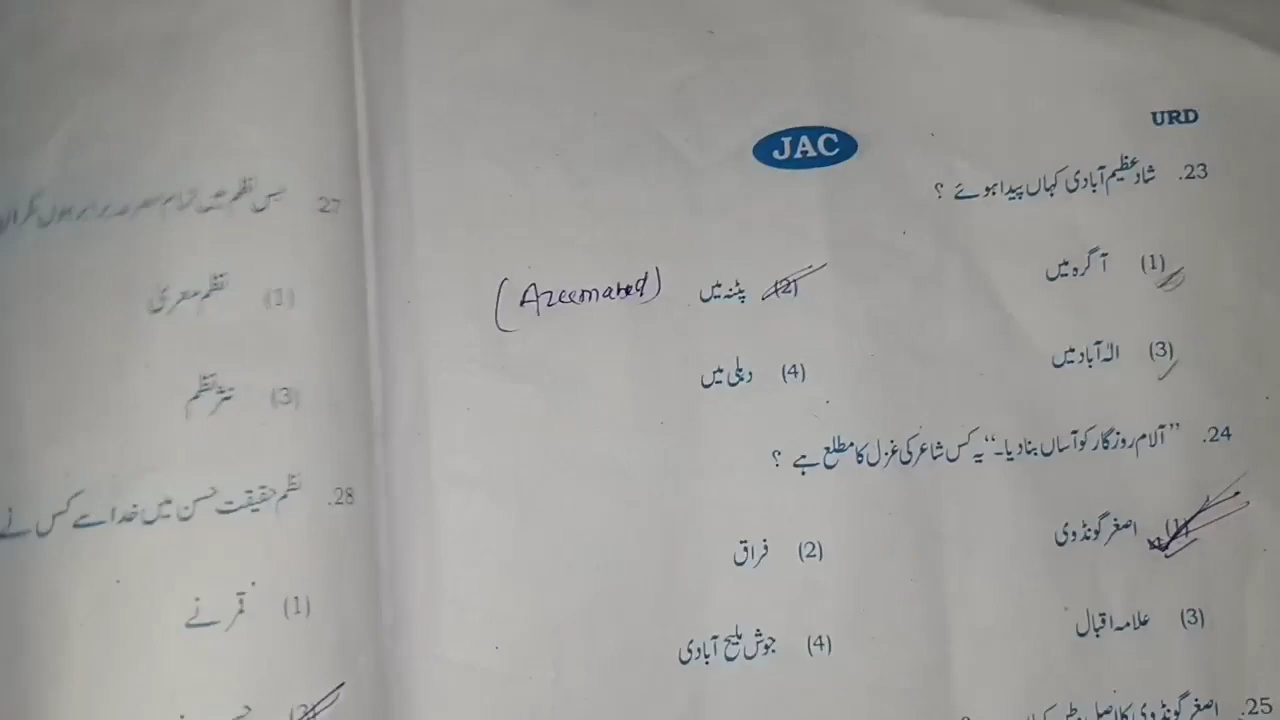 URD
JAC
23. شاد عظیم آبادی کہاں پیدا ہوئے ؟
(1) آگرہ میں
(2) پٹنہ میں (Azeemabad)
(3) الہٰ آباد میں
(4) دہلی میں
24. ”آلام روزگار کو آساں بنا دیا۔“ یہ کس شاعر کی غزل کا مطلع ہے ؟
(1) اصغر گونڈوی
(2) فراق
(3) علامہ اقبال
(4) جوش ملیح آبادی
25. اصغر گونڈوی کا اصل وطن
27
(1) نظم معریٰ
(3) نثر نظم
28. نظم حقیقت حسن میں خدا سے کس نے
(1) قمر نے